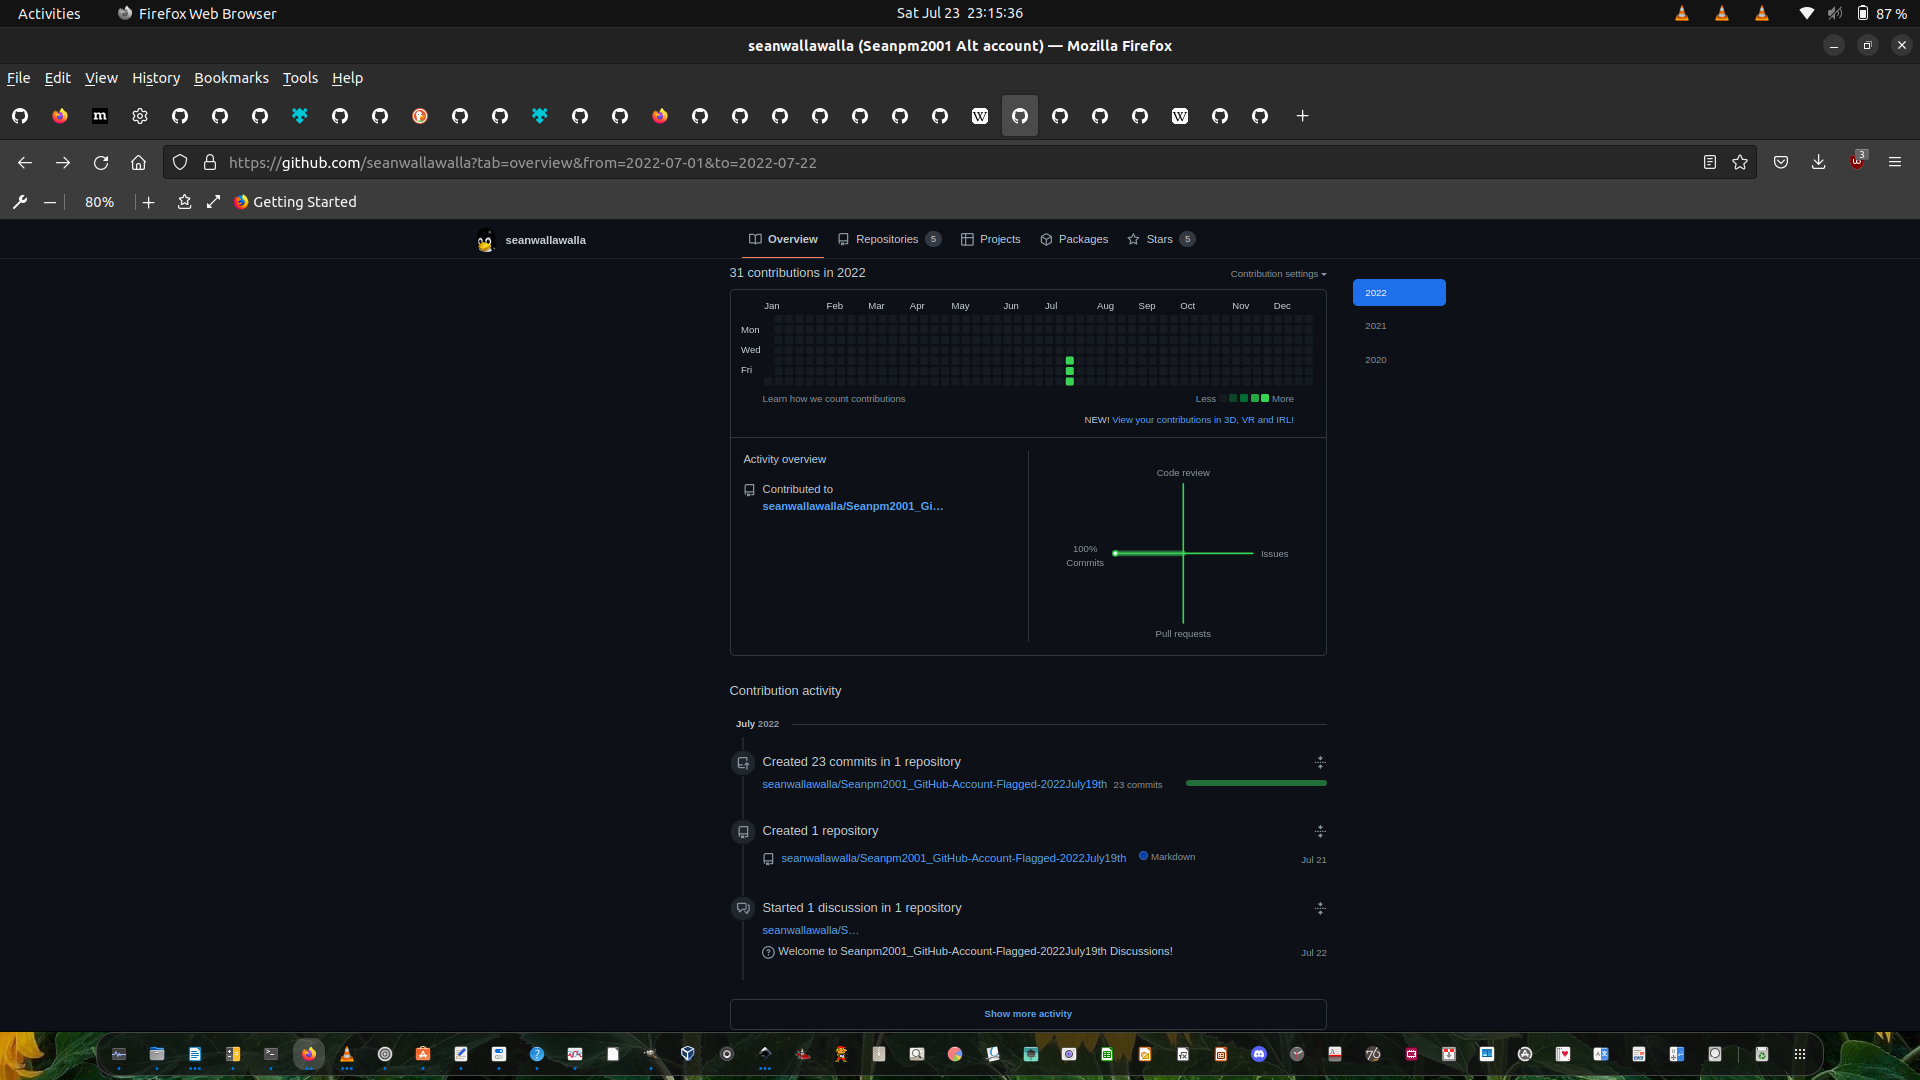 Activities Firefox Web Browser Sat Jul 23 23:15:36 87 %
seanwallawalla (Seanpm2001 Alt account) — Mozilla Firefox
File Edit View History Bookmarks Tools Help
https://github.com/seanwallawalla?tab=overview&from=2022-07-01&to=2022-07-22 3
80% Getting Started
seanwallawalla Overview Repositories 5 Projects Packages Stars 5
31 contributions in 2022 Contribution settings
2022
2021
2020
Jan Feb Mar Apr May Jun Jul Aug Sep Oct Nov Dec
Mon
Wed
Fri
Learn how we count contributions Less More
NEW! View your contributions in 3D, VR and IRL!
Activity overview
Contributed to
seanwallawalla/Seanpm2001_Gi…
Code review
100%
Commits
Issues
Pull requests
Contribution activity
July 2022
Created 23 commits in 1 repository
seanwallawalla/Seanpm2001_GitHub-Account-Flagged-2022July19th 23 commits
Created 1 repository
seanwallawalla/Seanpm2001_GitHub-Account-Flagged-2022July19th Markdown Jul 21
Started 1 discussion in 1 repository
seanwallawalla/S…
Welcome to Seanpm2001_GitHub-Account-Flagged-2022July19th Discussions! Jul 22
Show more activity